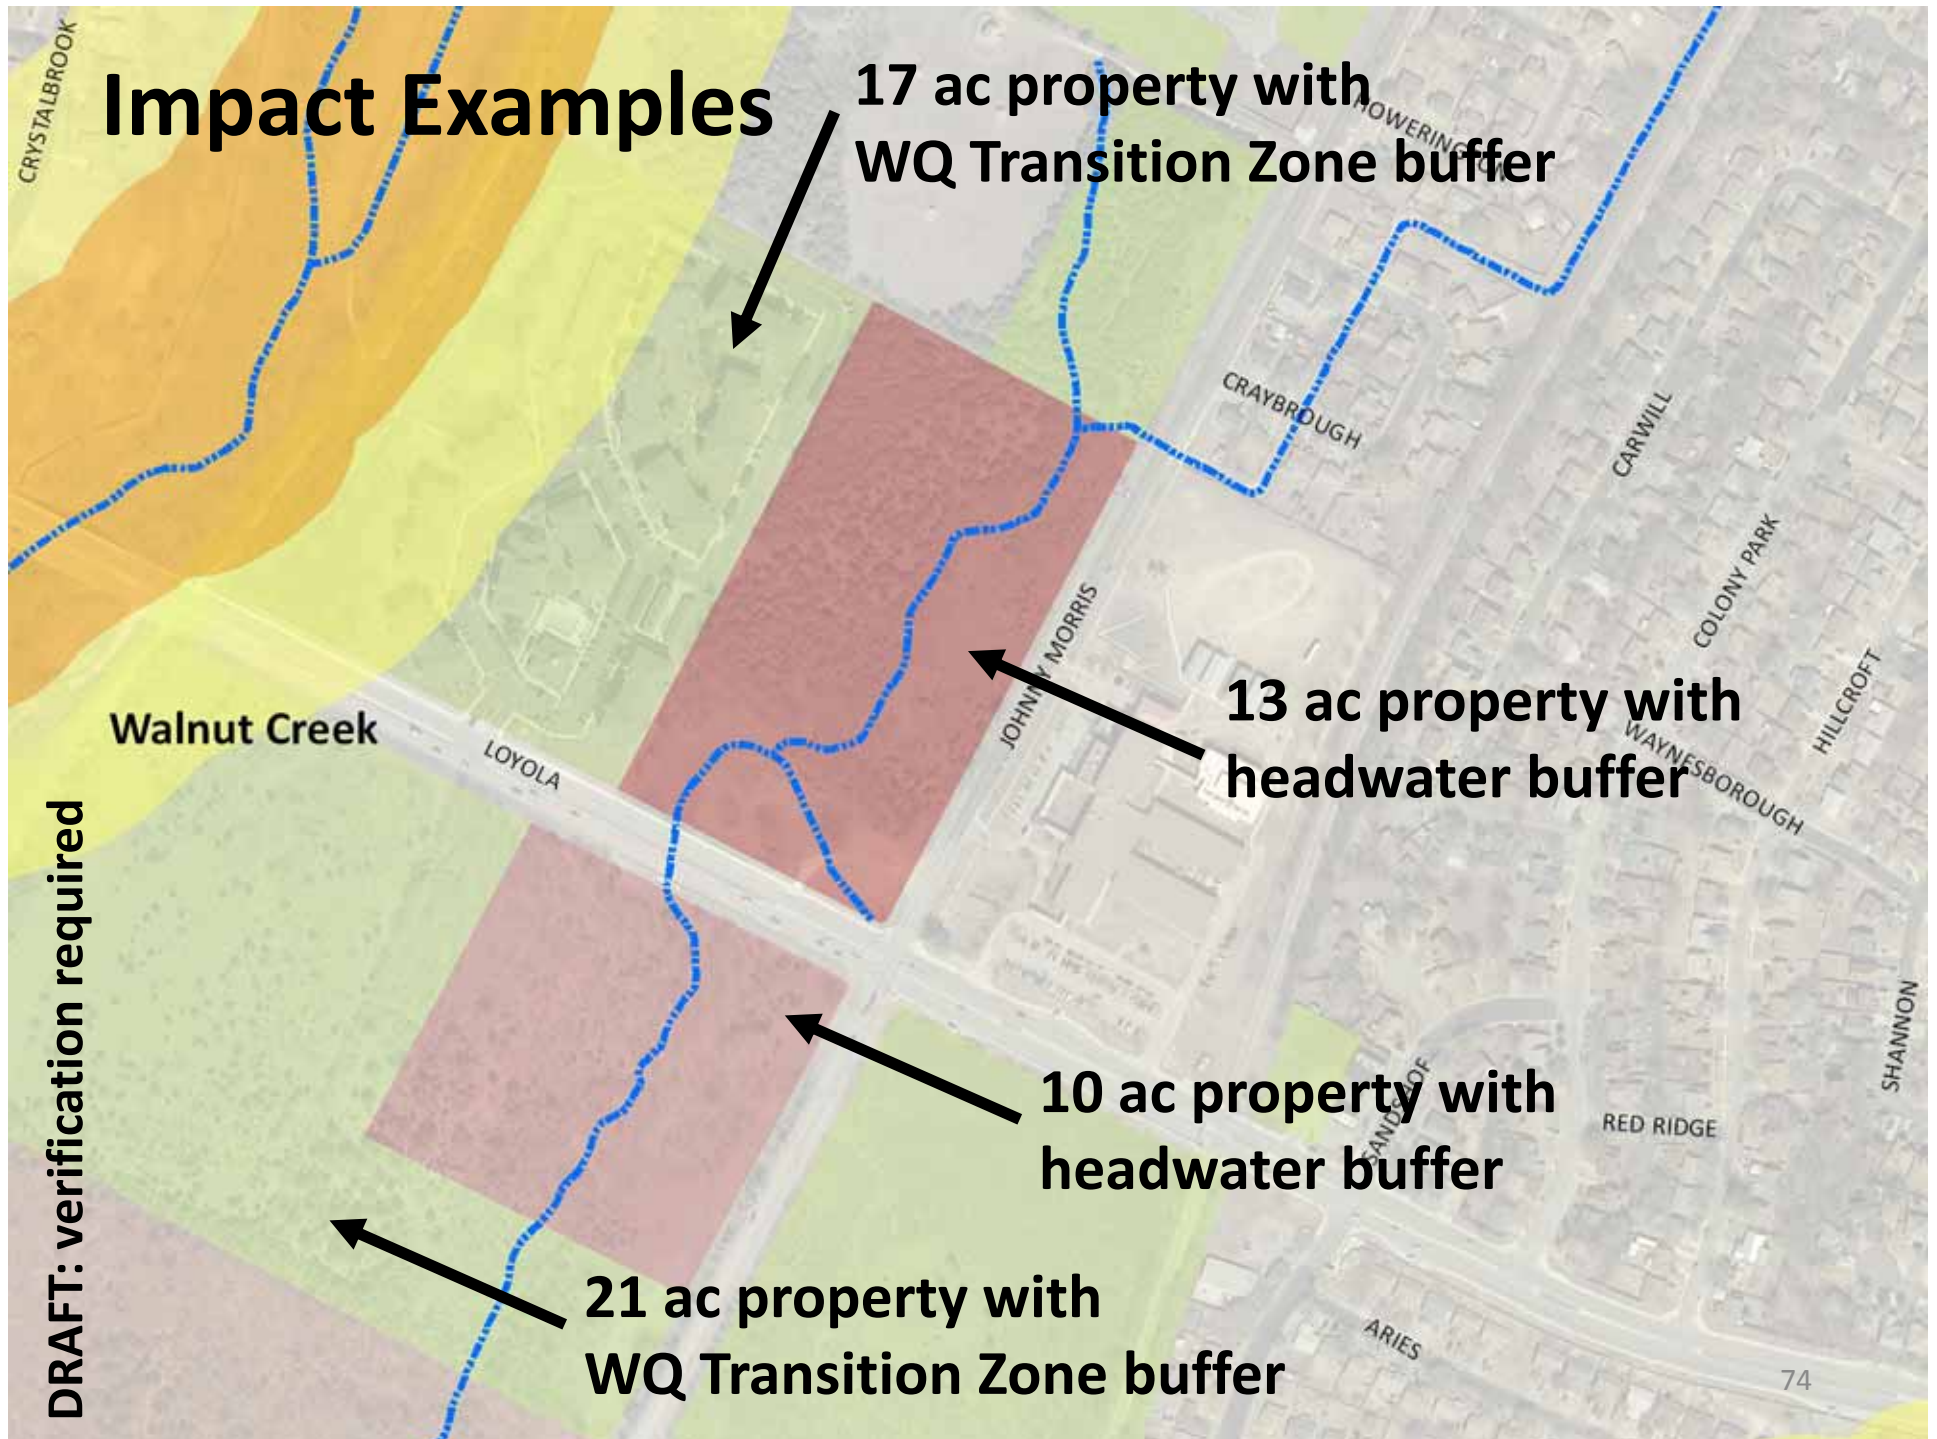 Impact Examples
17 ac property with
WQ Transition Zone buffer
CRYSTALBROOK
CRAYBROUGH
CARWILL
COLONY PARK
JOHNNY MORRIS
13 ac property with
headwater buffer
HILLCROFT
WAYNESBOROUGH
Walnut Creek
LOYOLA
DRAFT: verification required
SHANNON
10 ac property with
headwater buffer
RED RIDGE
21 ac property with
WQ Transition Zone buffer
ARIES
74